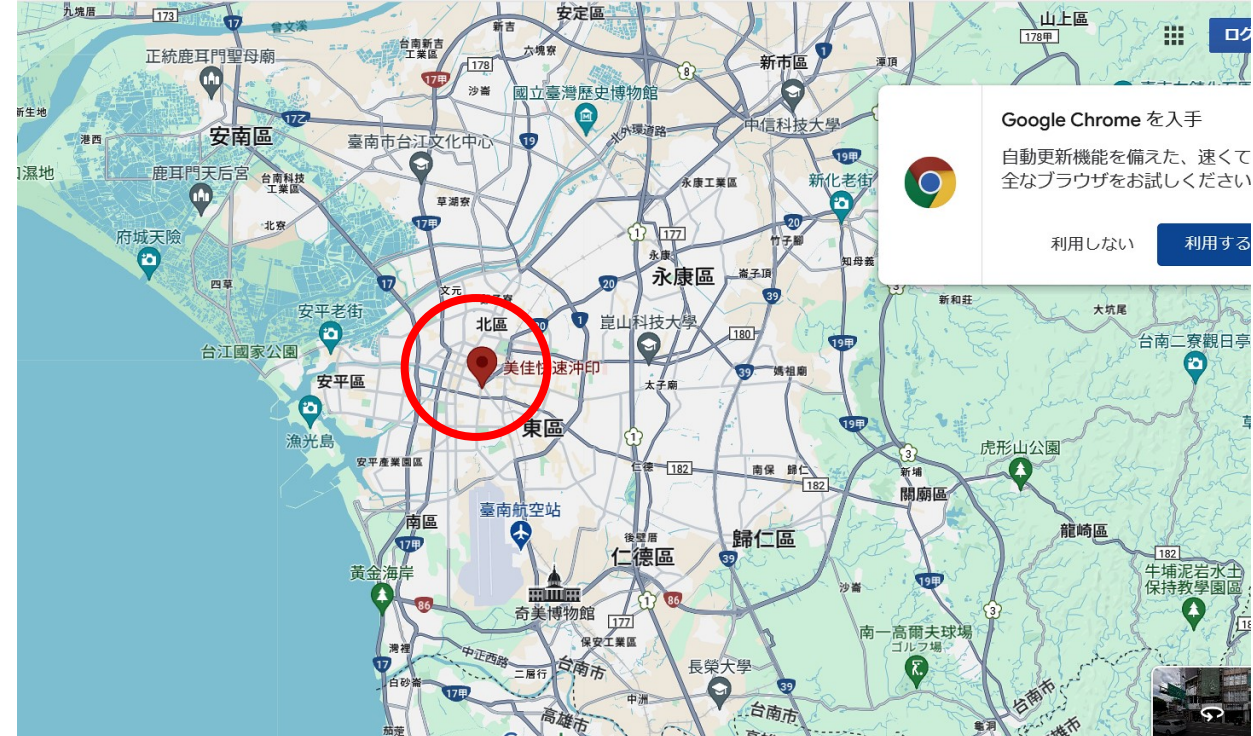 九塊厝
173
17
曾文溪
新吉
安定區
山上區
178甲
正統鹿耳門聖母廟
台南新吉
工業區
178
六塊寮
8
新市區
1
潭頂
17甲
沙崙
國立臺灣歷史博物館
新生地
17乙
港西
安南區
臺南市台江文化中心
19
外環道路
中信科技大學
Google Chrome を入手
自動更新機能を備えた、速くて
全なブラウザをお試しください
利用しない
利用する
19甲
鹿耳門天后宮
台南科技
工業區
永康工業區
新化老街
草湖寮
北寮
17甲
1
177
20
竹子腳
府城天險
永康
知母義
四草
17
文元
20
永康區
崙子頂
3
39
新和莊
大坑尾
安平老街
北區
20
1
崑山科技大學
180
19甲
台南二寮觀日亭
台江國家公園
安平區
美佳快速沖印
39
媽祖廟
太子廟
漁光島
東區
1
19甲
虎形山公園
安平產業園區
仁德
182
南保
歸仁
182
3
新埔
關廟區
南區
臺南航空站
17甲
後壁厝
仁德區
歸仁區
39
龍崎區
182
牛埔泥岩水土
保持教學園區
黃金海岸
86
奇美博物館
1
86
177
沙崙
19甲
3
南一高爾夫球場
ゴルフ場
灣裡
17
中正西路
二層行
台南市
保安工業區
長榮大學
白砂崙
17甲
中洲
39
台南市
台南市
高雄市
茄萣
龜洞